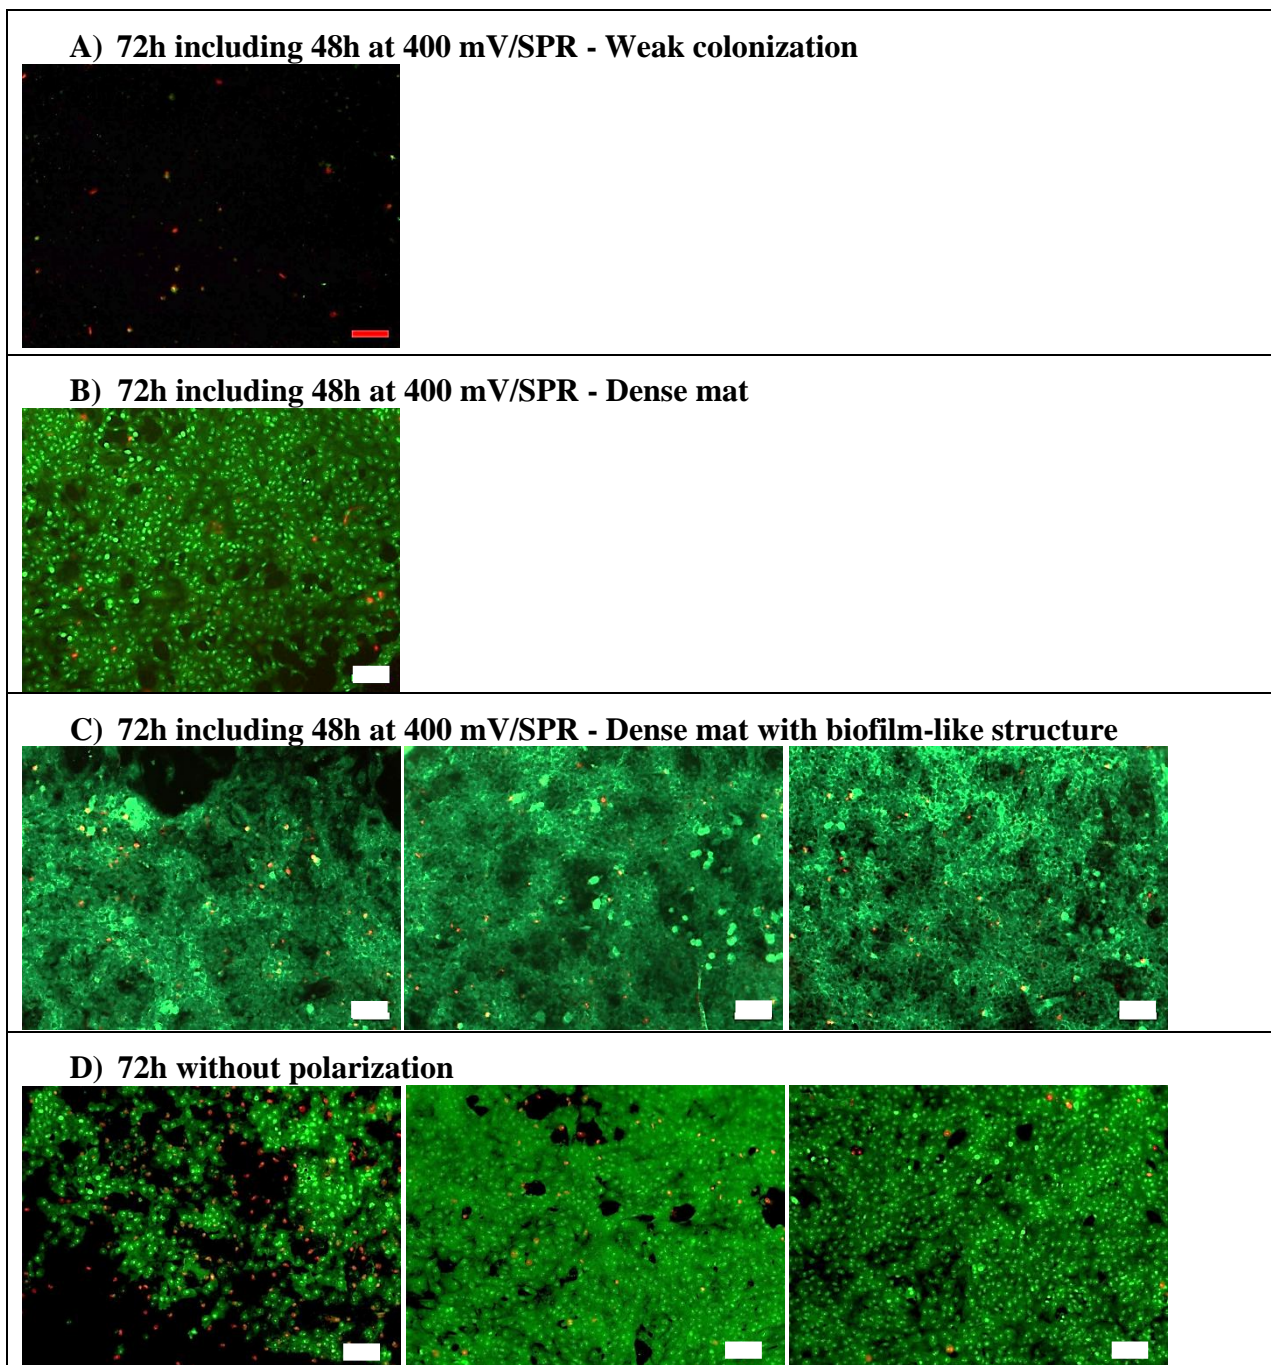 A) 72h including 48h at 400 mV/SPR - Weak colonization
B) 72h including 48h at 400 mV/SPR - Dense mat
C) 72h including 48h at 400 mV/SPR - Dense mat with biofilm-like structure
D) 72h without polarization